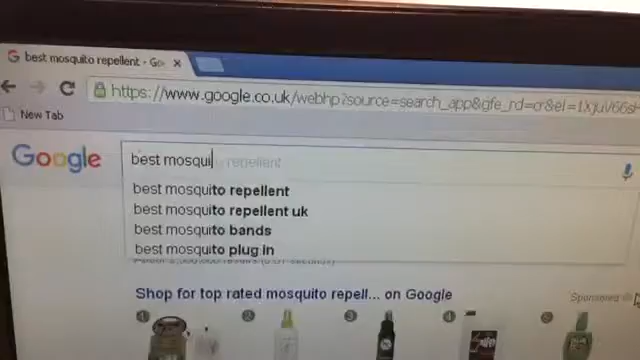 best mosquito repellent - Go
https://www.google.co.uk/webhp?source=search_app&gfe_rd=cr&ei=
New Tab
Google
best mosquito repellent
best mosquito repellent
best mosquito repellent uk
best mosquito bands
best mosquito plug in
Shop for top rated mosquito repell... on Google
Sponsored
1 2 3 4 5